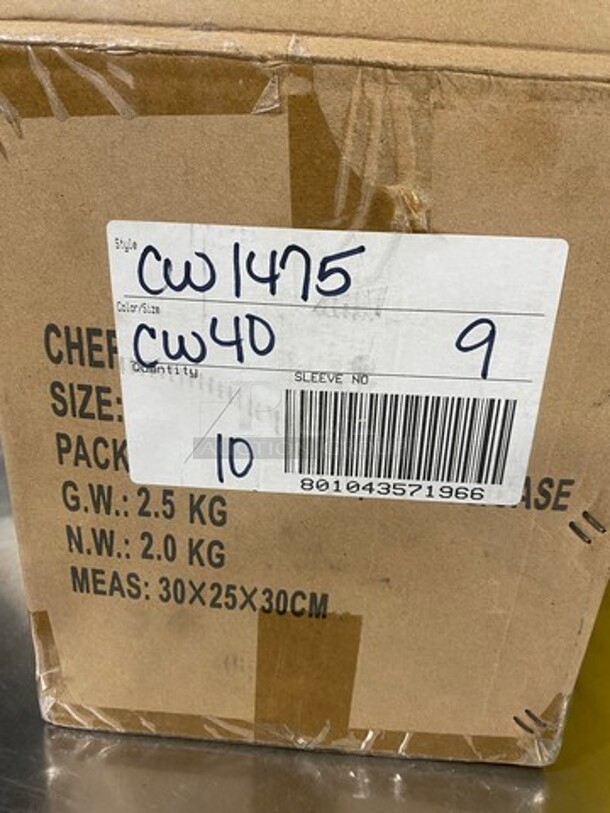 Style
CW1475
Color/Size
CW40 9
Quantity
SLEEVE NO
10
801043571966
CHEF
SIZE:
PACK
G.W.: 2.5 KG
N.W.: 2.0 KG
MEAS: 30X25X30CM